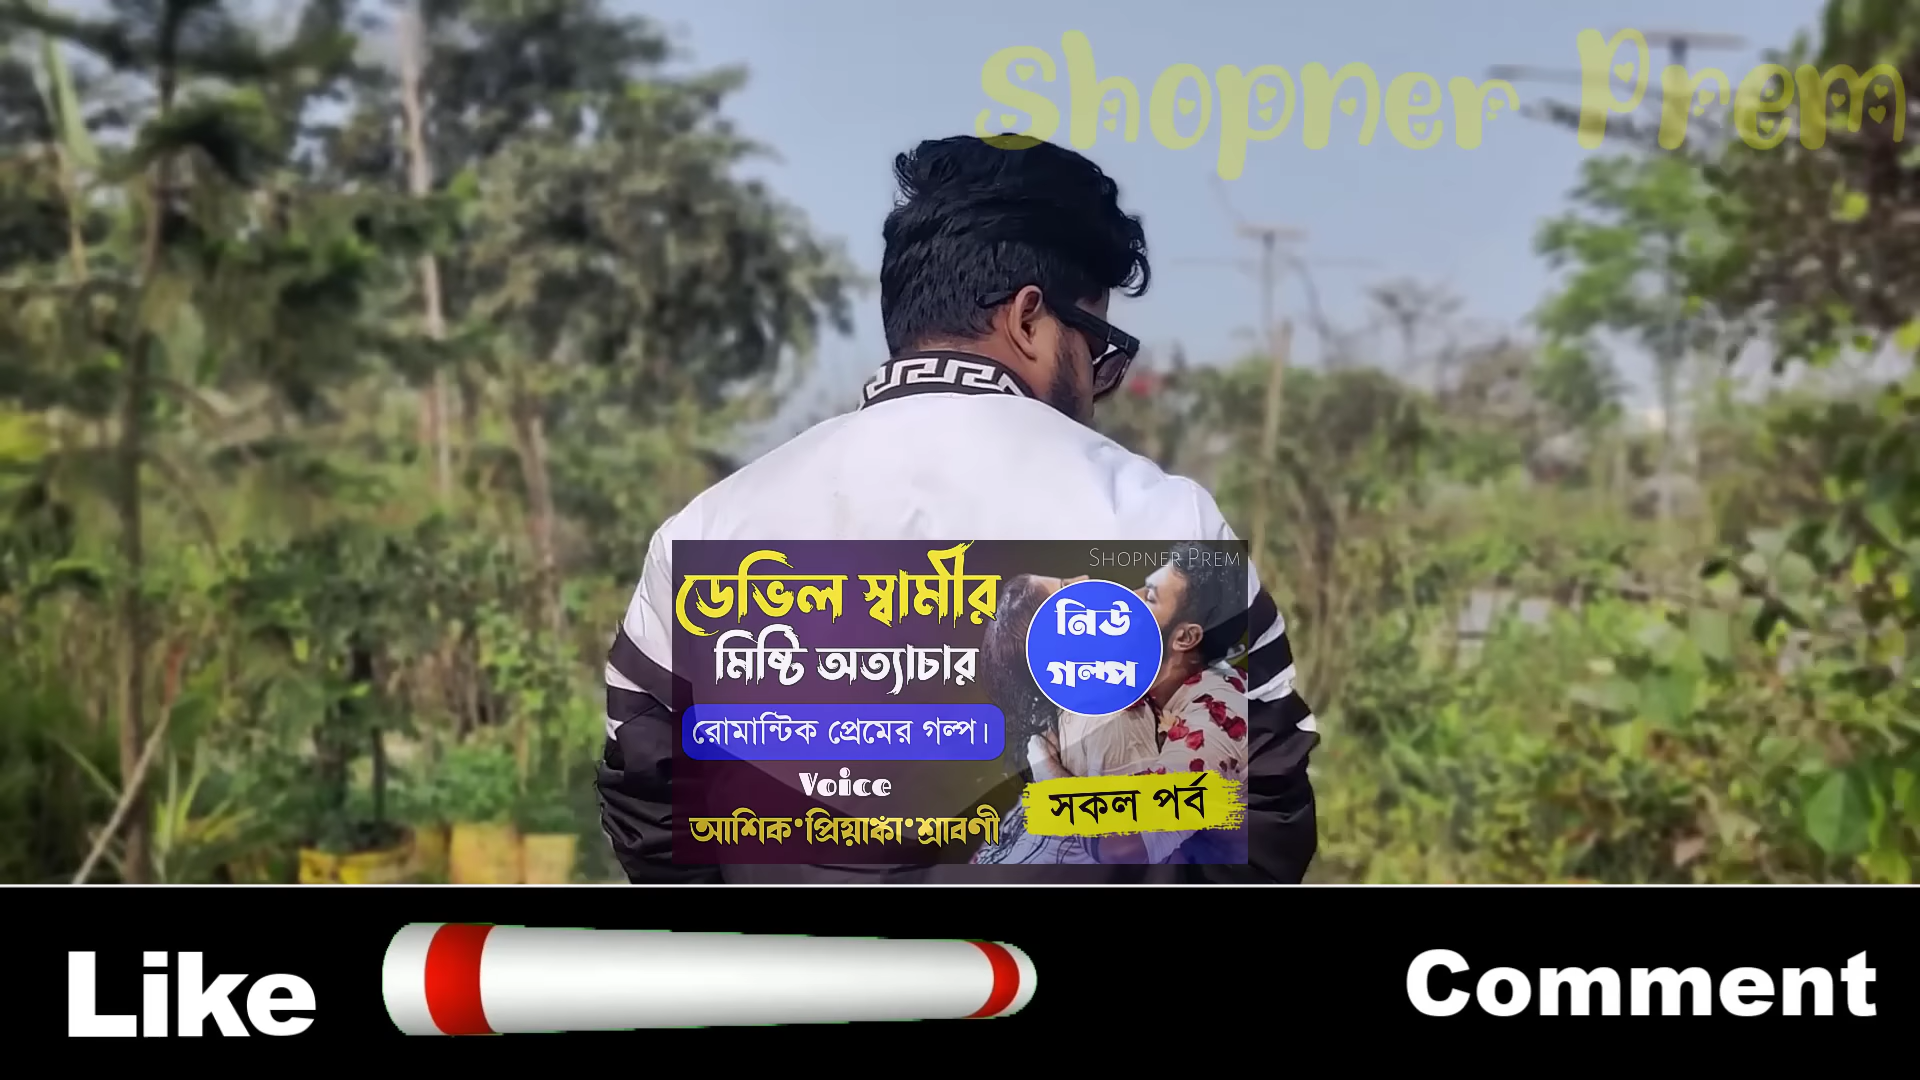 Shopner Prem
SHOPNER PREM
ডেভিল স্বামীর
মিষ্টি অত্যাচার
নিউ
গল্প
রোমান্টিক প্রেমের গল্প।
Voice
আশিক•প্রিয়াঙ্কা•শ্রাবণী
সকল পর্ব
Like
Comment